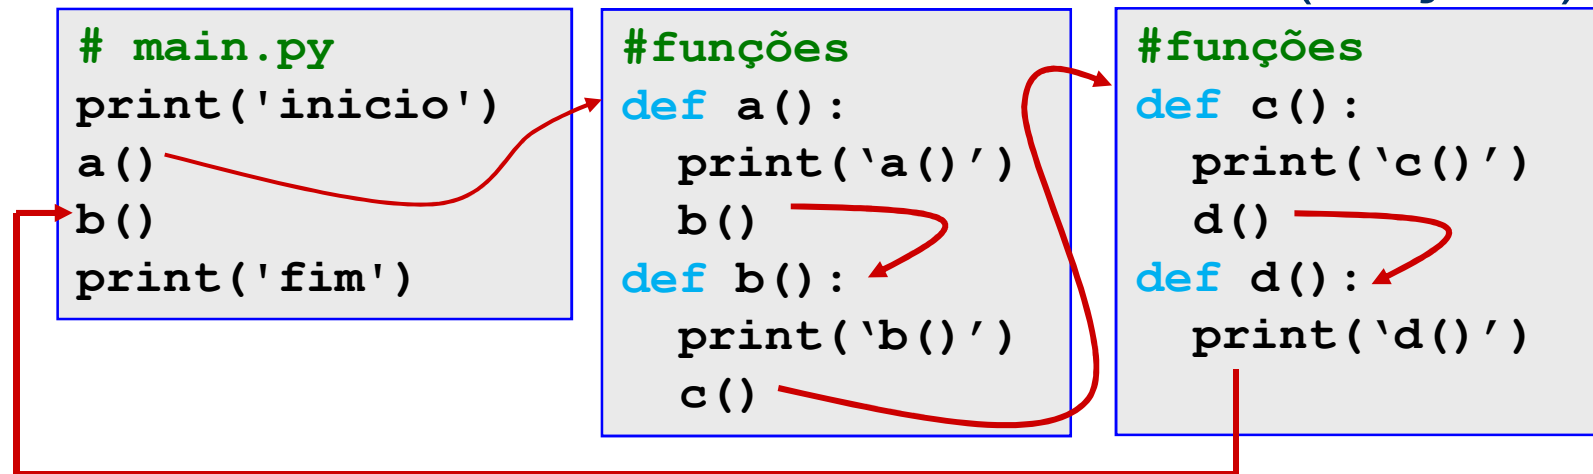 # main.py
print('inicio')
a()
b()
print('fim')
#funções
def a():
  print(‘a()’)
  b()
def b():
  print(‘b()’)
  c()
#funções
def c():
  print(‘c()’)
  d()
def d():
  print(‘d()’)